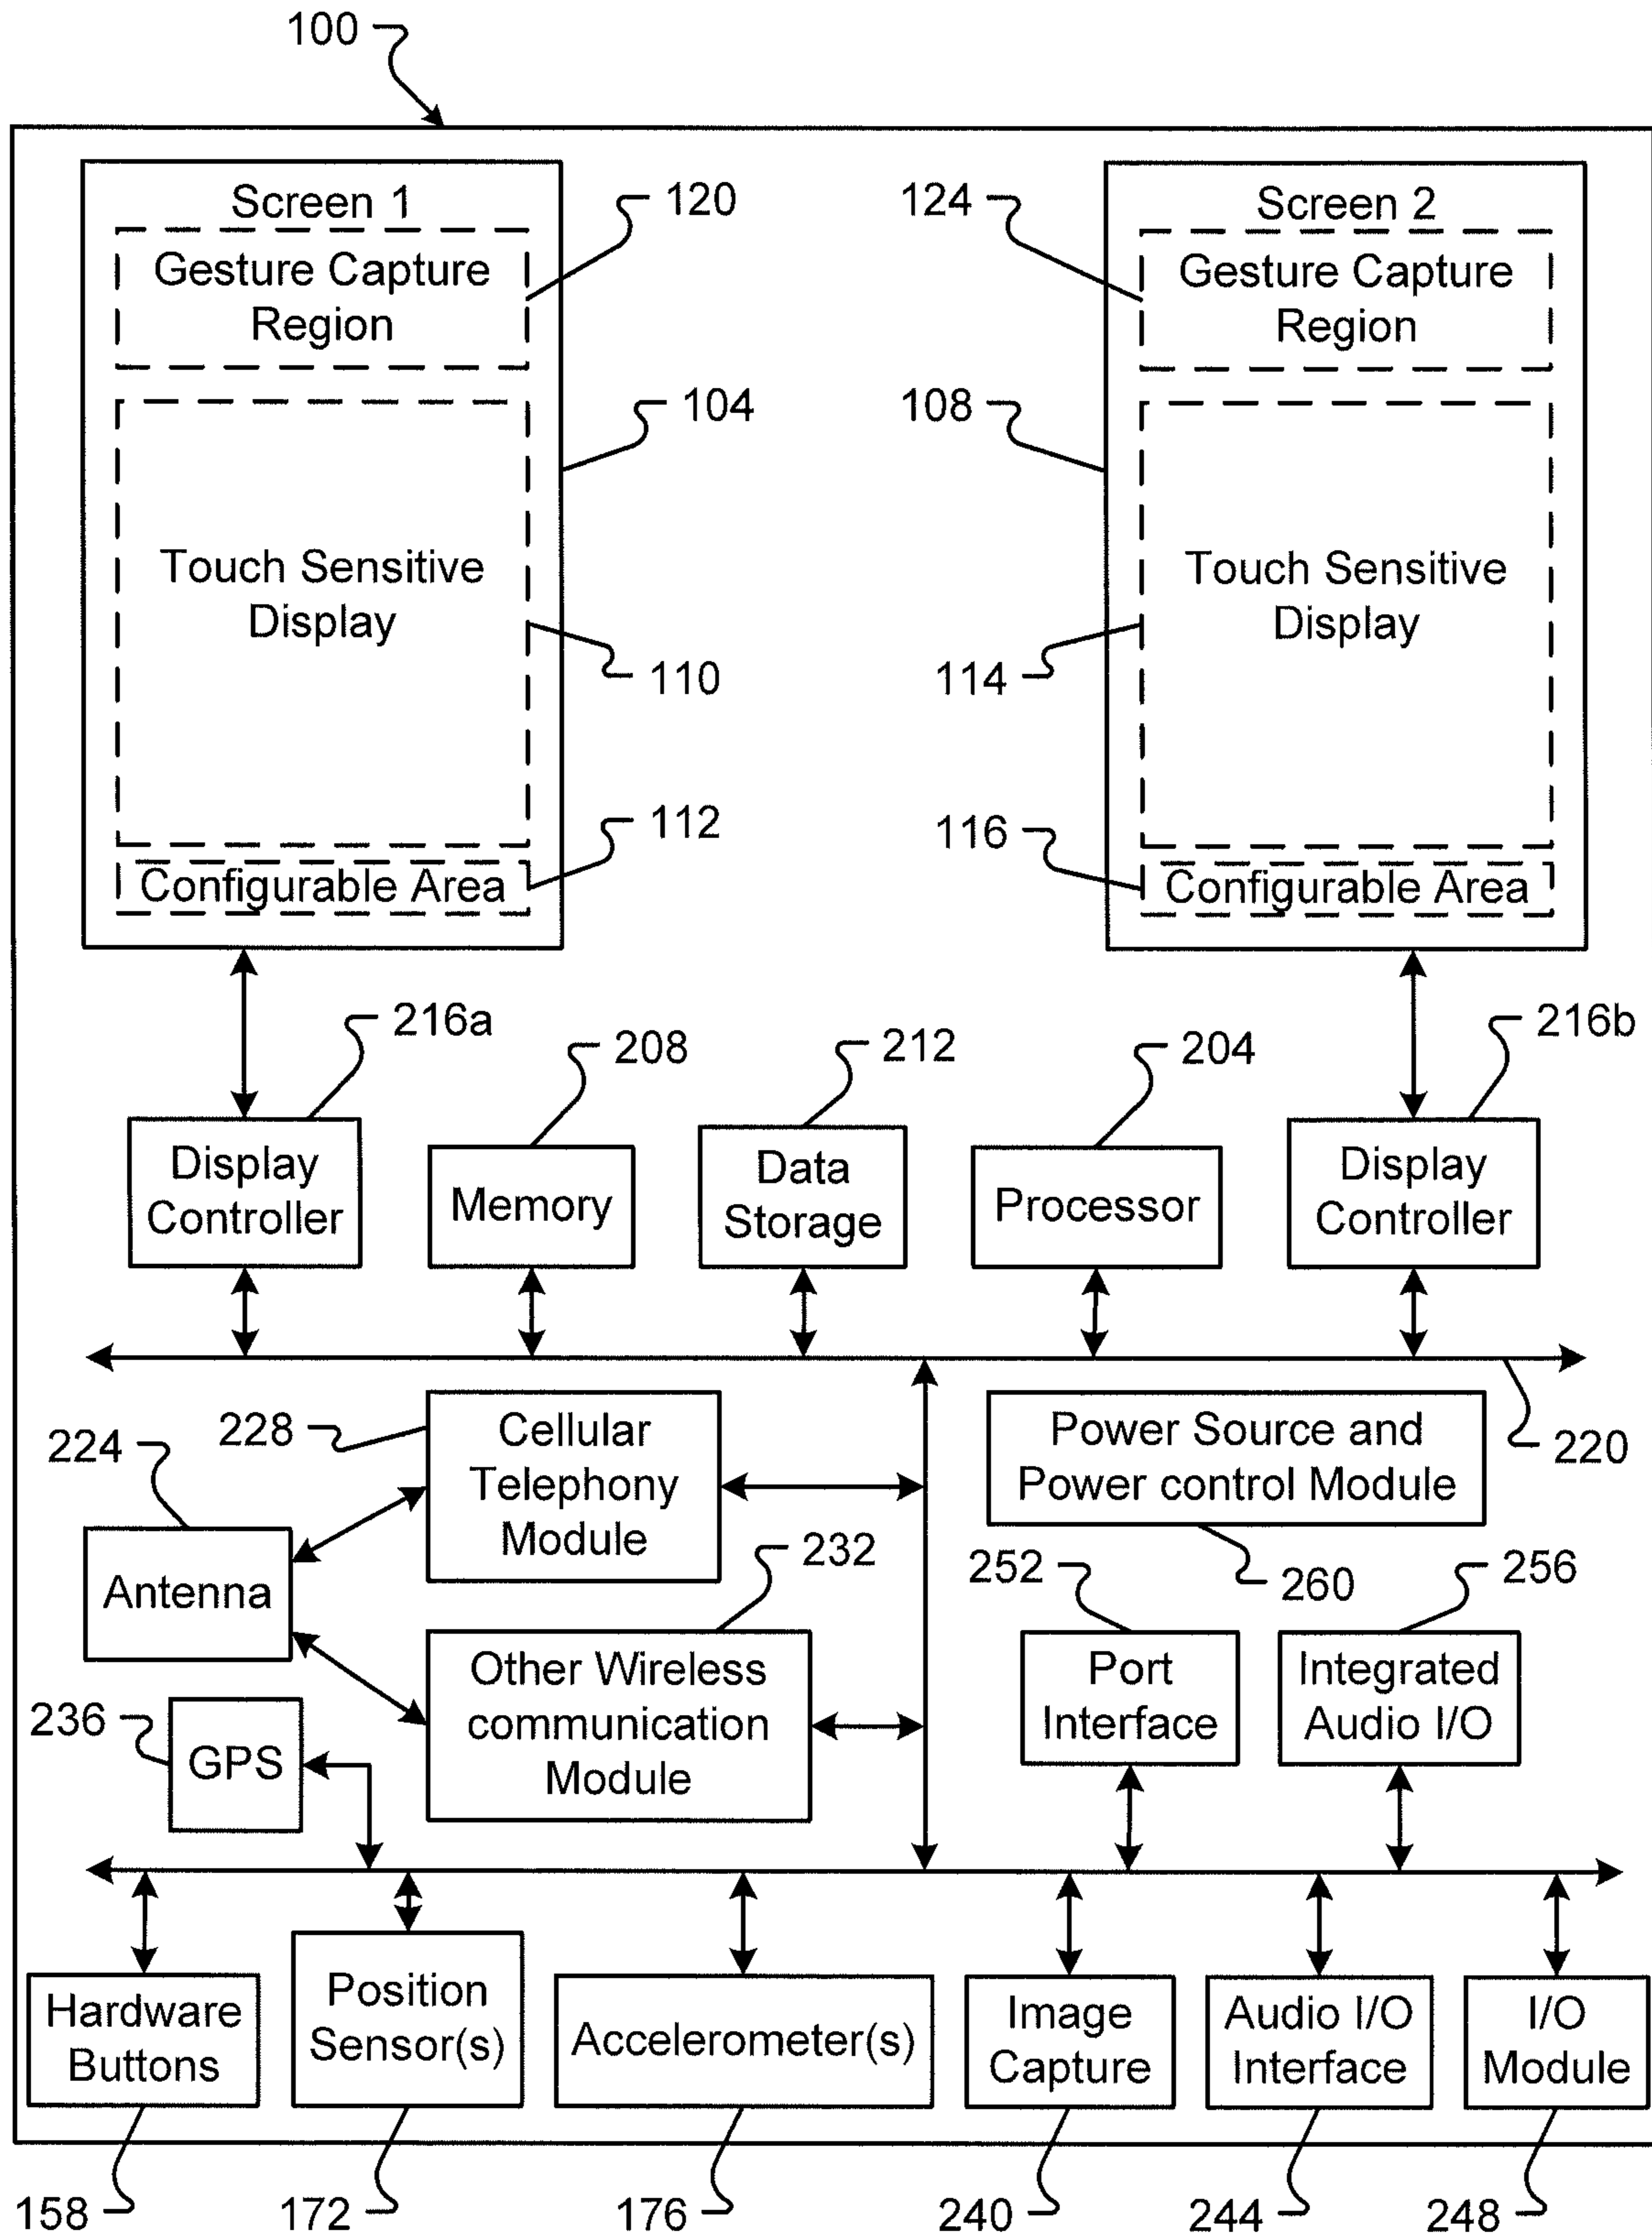 100
Screen 1
120
124
Screen 2
Gesture Capture
Region
Gesture Capture
Region
104
108
Touch Sensitive
Display
Touch Sensitive
Display
110
114
112
116
Configurable Area
Configurable Area
216a
208
212
204
216b
Display
Controller
Memory
Data
Storage
Processor
Display
Controller
228
Cellular
Telephony
Module
Power Source and
Power control Module
220
224
Antenna
232
252
260
256
Other Wireless
communication
Module
Port
Interface
Integrated
Audio I/O
236
GPS
Hardware
Buttons
Position
Sensor(s)
Accelerometer(s)
Image
Capture
Audio I/O
Interface
I/O
Module
158
172
176
240
244
248